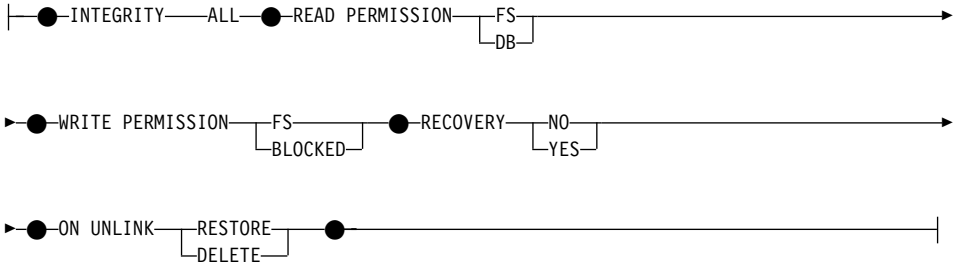 INTEGRITY ALL READ PERMISSION FS
DB
WRITE PERMISSION FS RECOVERY NO
BLOCKED YES
ON UNLINK RESTORE
DELETE